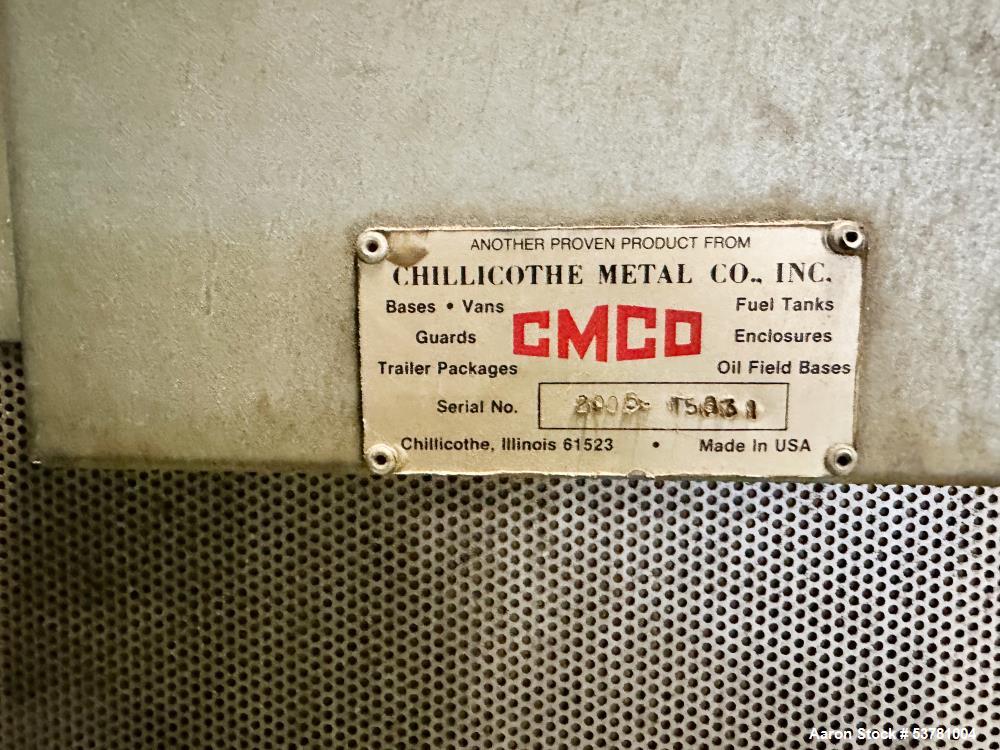 ANOTHER PROVEN PRODUCT FROM
CHILLICOTHE METAL CO., INC.
Bases • Vans
Guards
Trailer Packages
CMCO
Fuel Tanks
Enclosures
Oil Field Bases
Serial No.
Chillicothe, Illinois 61523 • Made In USA
Aaron Stock # 53781004